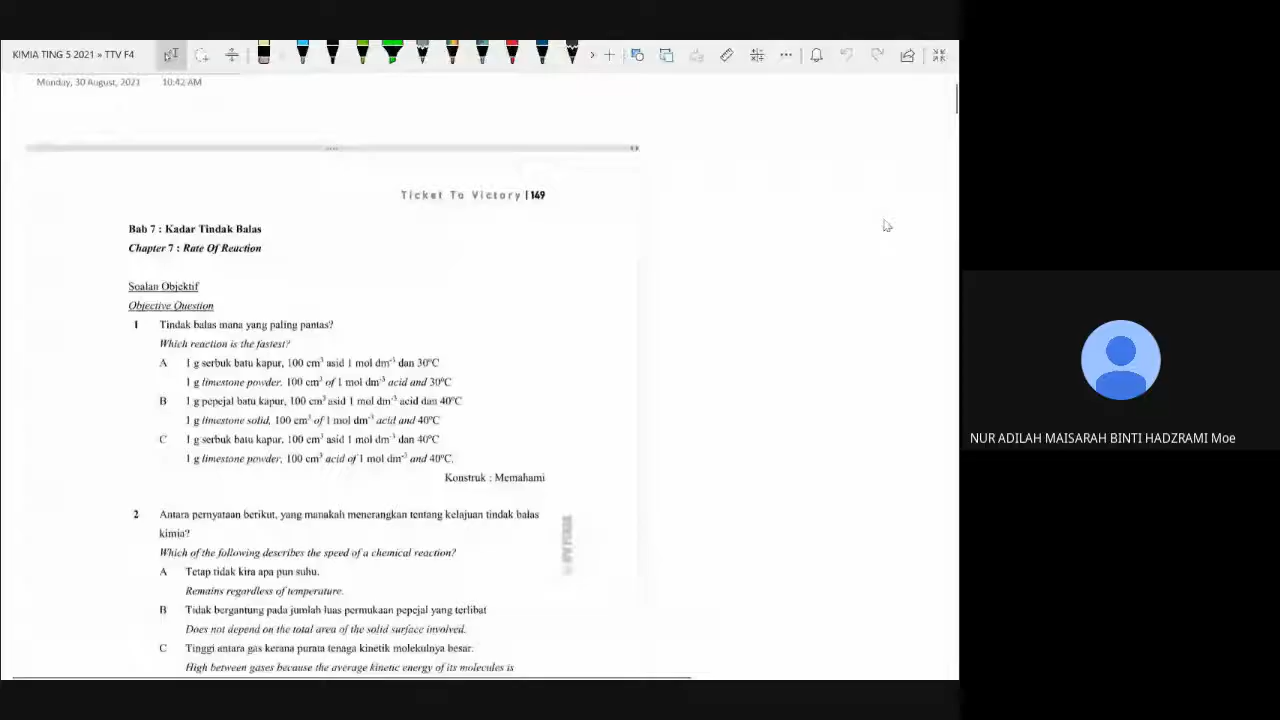 KIMIA TING 5 2021 » TTV F4
Monday, 30 August, 2021 10:42 AM
Ticket To Victory | 149
Bab 7 : Kadar Tindak Balas
Chapter 7 : Rate Of Reaction
Soalan Objektif
Objective Question
1 Tindak balas mana yang paling pantas?
Which reaction is the fastest?
A 1 g serbuk batu kapur, 100 cm³ asid 1 mol dm⁻³ dan 30°C
1 g limestone powder, 100 cm³ of 1 mol dm⁻³ acid and 30°C
B 1 g pepejal batu kapur, 100 cm³ asid 1 mol dm⁻³ acid dan 40°C
1 g limestone solid, 100 cm³ of 1 mol dm⁻³ acid and 40°C
C 1 g serbuk batu kapur, 100 cm³ asid 1 mol dm⁻³ dan 40°C
1 g limestone powder, 100 cm³ acid of 1 mol dm⁻³ and 40°C.
Konstruk : Memahami
2 Antara pernyataan berikut, yang manakah menerangkan tentang kelajuan tindak balas
kimia?
Which of the following describes the speed of a chemical reaction?
A Tetap tidak kira apa pun suhu.
Remains regardless of temperature.
B Tidak bergantung pada jumlah luas permukaan pepejal yang terlibat
Does not depend on the total area of the solid surface involved.
C Tinggi antara gas kerana purata tenaga kinetik molekulnya besar.
High between gases because the average kinetic energy of its molecules is
NUR ADILAH MAISARAH BINTI HADZRAMI Moe